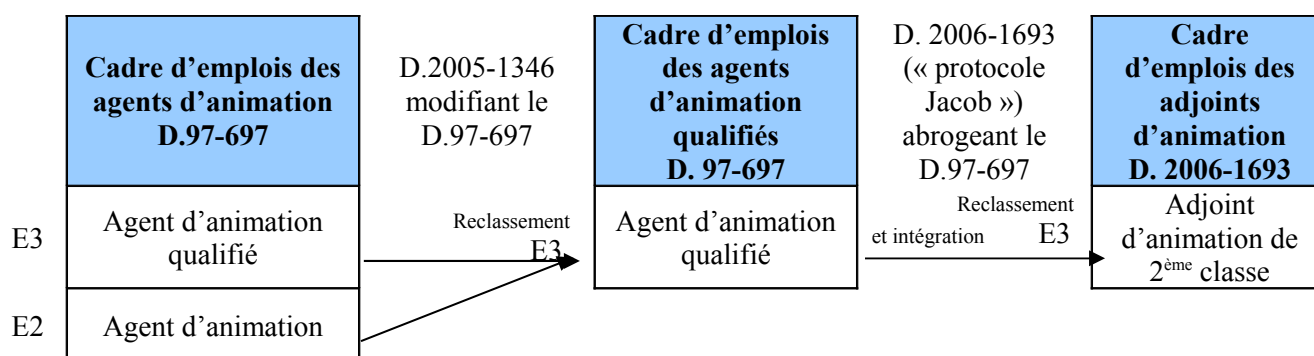 Cadre d'emplois des
agents d'animation
D.97-697
D.2005-1346
modifiant le
D.97-697
Cadre d'emplois
des agents
d'animation
qualifiés
D. 97-697
D. 2006-1693
(« protocole
Jacob »)
abrogeant le
D.97-697
Cadre
d'emplois des
adjoints
d'animation
D. 2006-1693
E3
Agent d'animation
qualifié
Reclassement
E3
Agent d'animation
qualifié
Reclassement
et intégration E3
Adjoint
d'animation de
2ème classe
E2
Agent d'animation